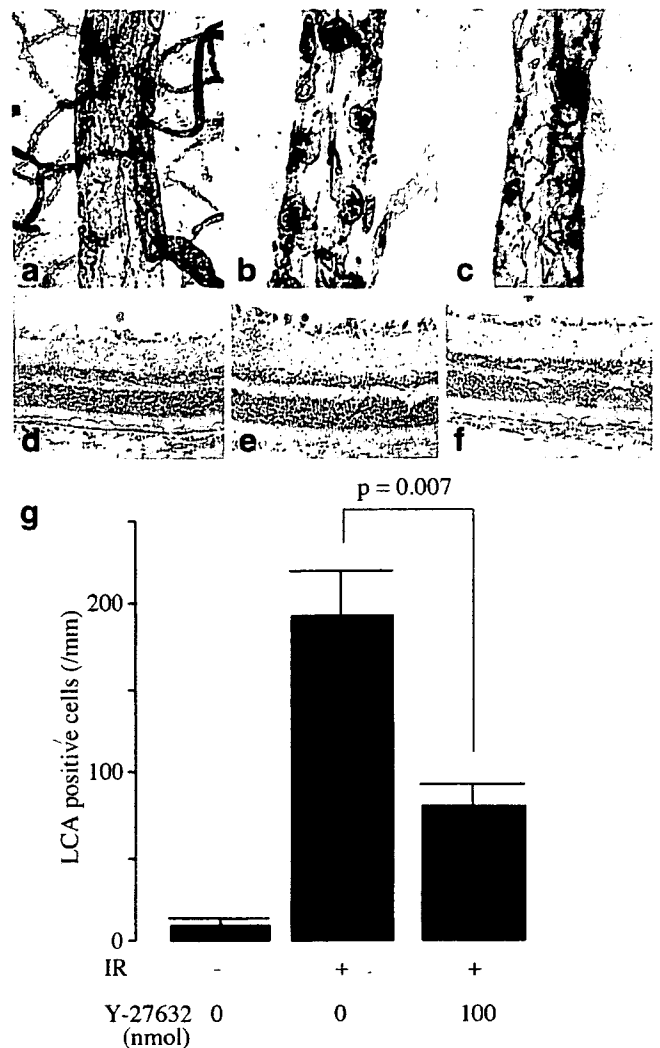 a b c
d e f
g
p = 0.007
LCA positive cells (/mm)
200
100
0
IR - + +
Y-27632 0 0 100
(nmol)